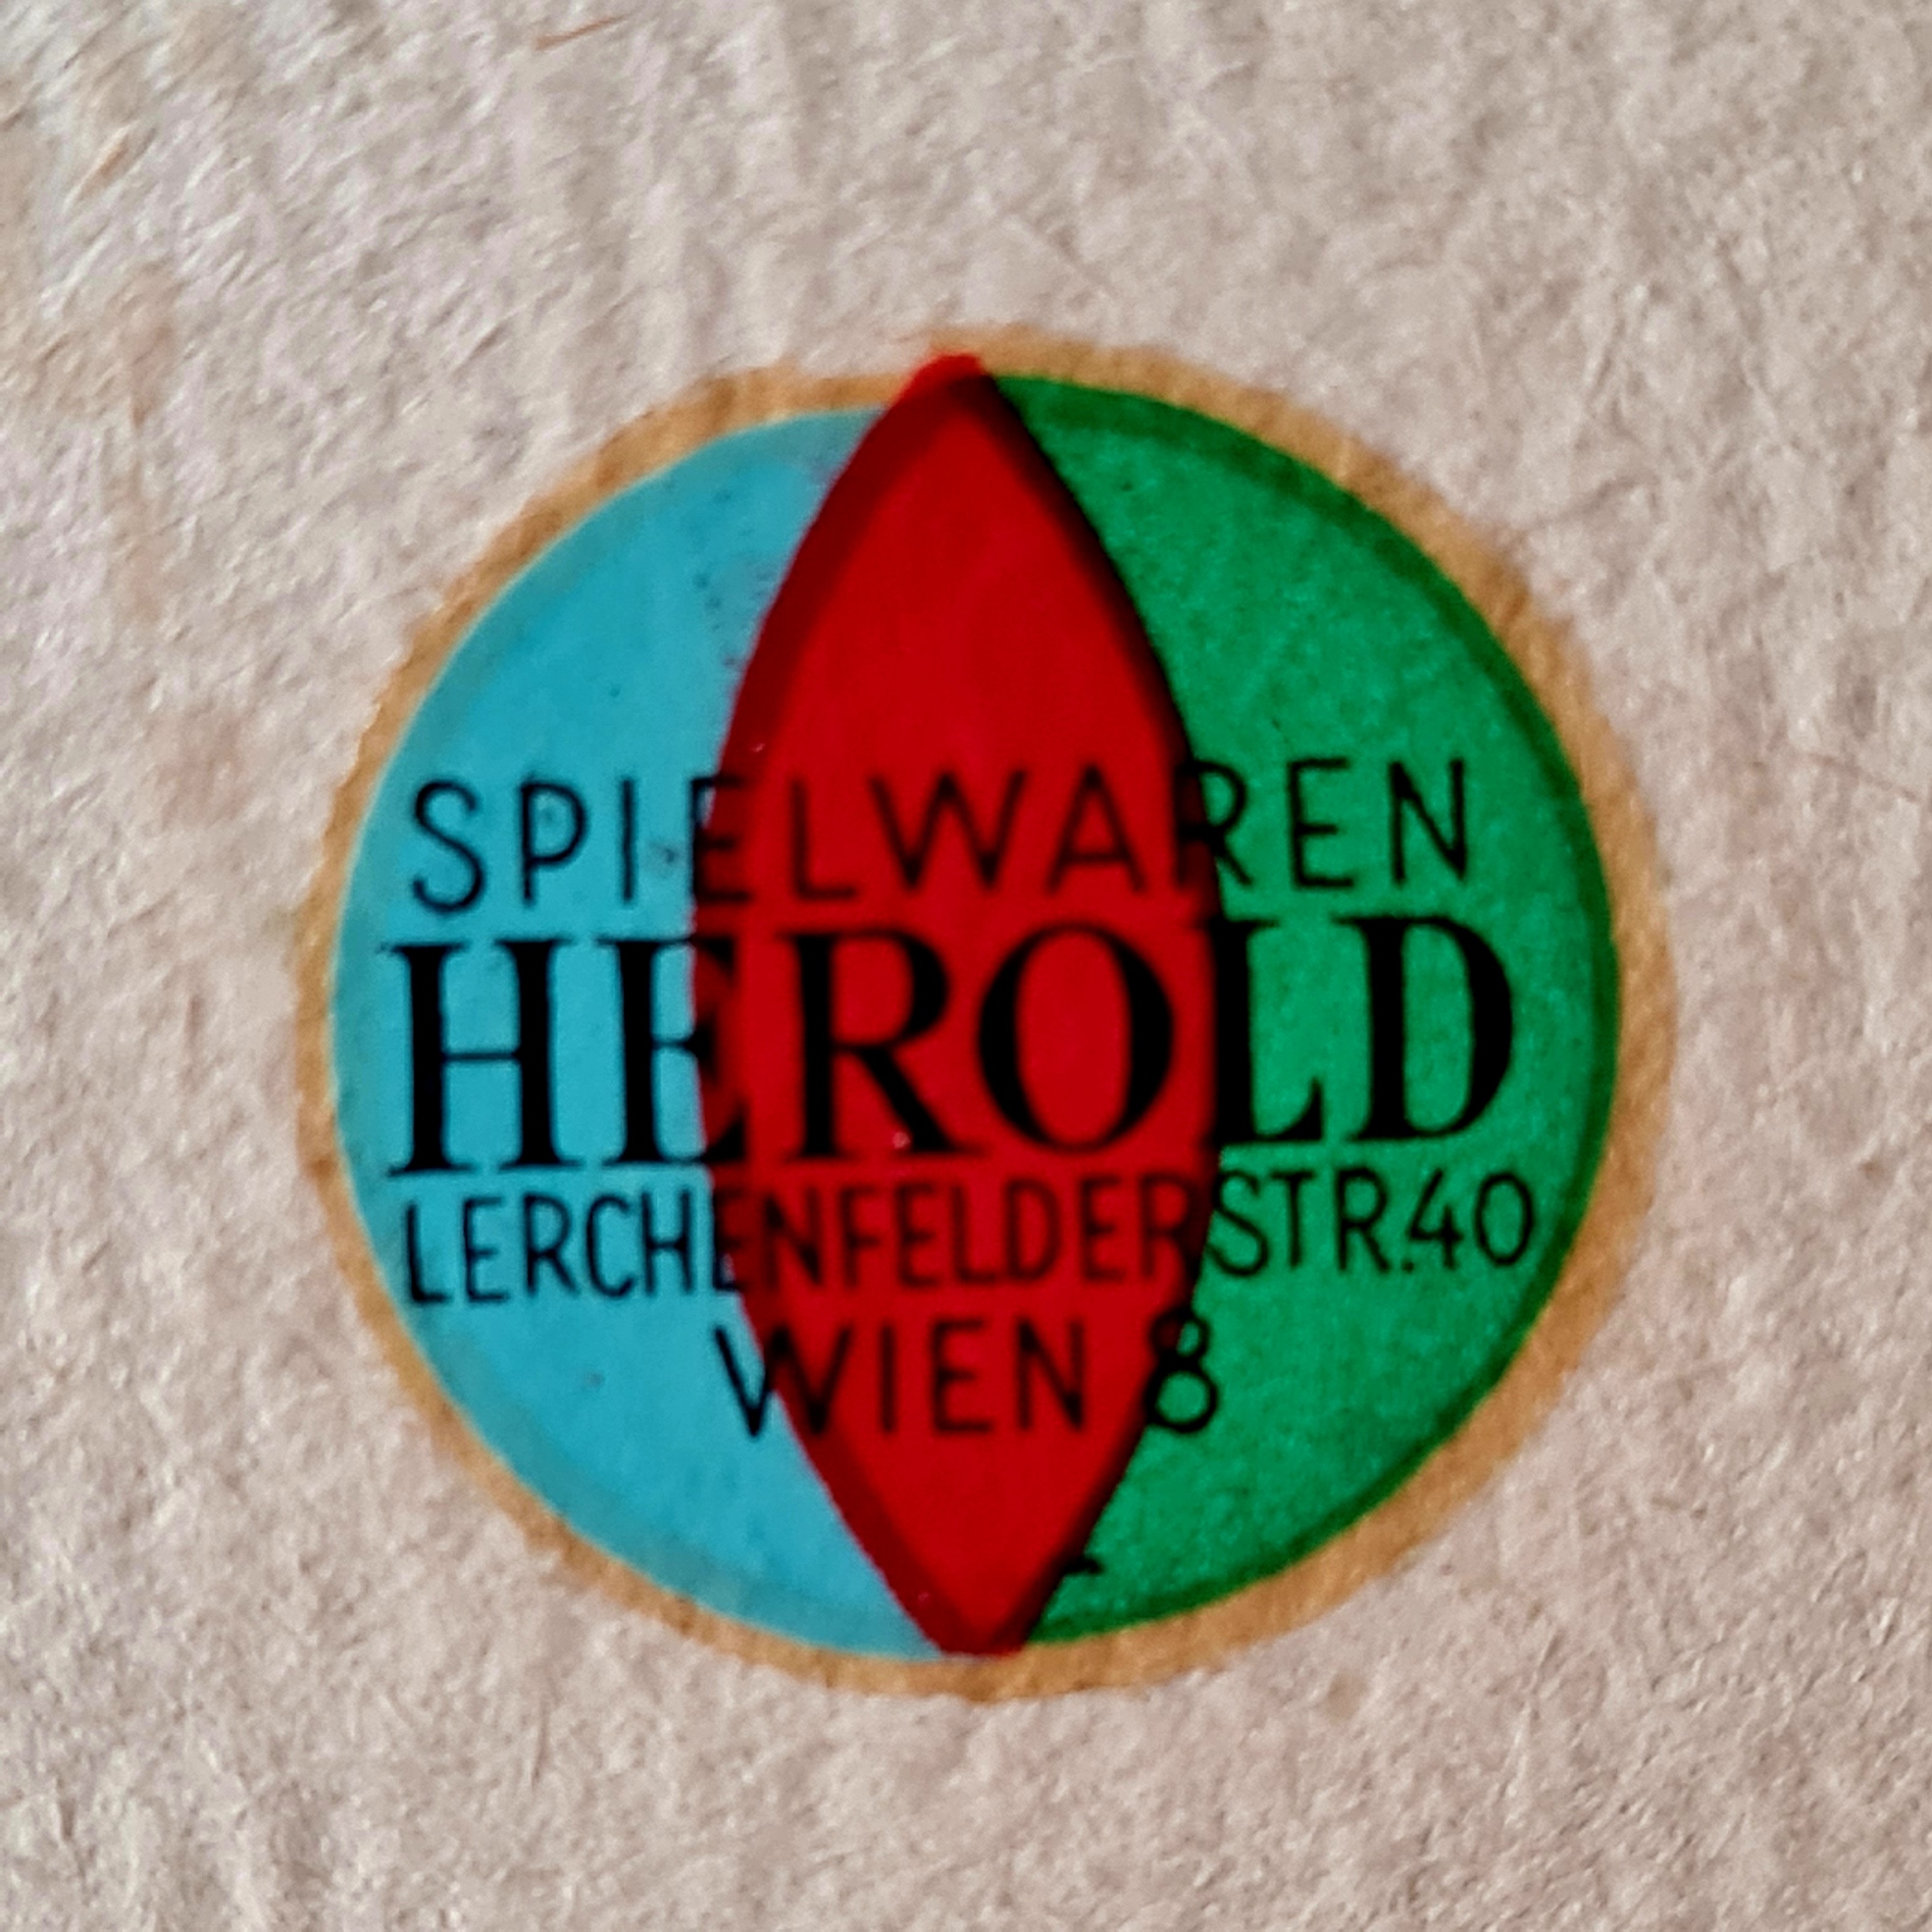 SPIELWAREN
HEROLD
LERCHENFELDERSTR.40
WIEN 8